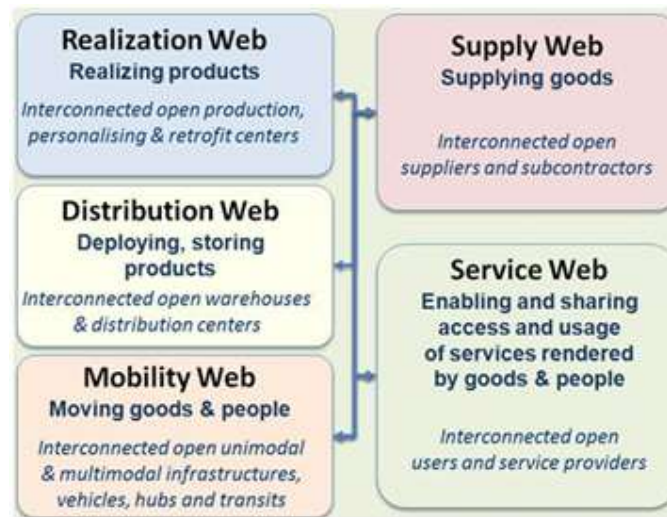 Realization Web
Realizing products
Interconnected open production,
personalising & retrofit centers
Distribution Web
Deploying, storing
products
Interconnected open warehouses
& distribution centers
Mobility Web
Moving goods & people
Interconnected open unimodal
& multimodal infrastructures,
vehicles, hubs and transits
Supply Web
Supplying goods
Interconnected open
suppliers and subcontractors
Service Web
Enabling and sharing
access and usage
of services rendered
by goods & people
Interconnected open
users and service providers